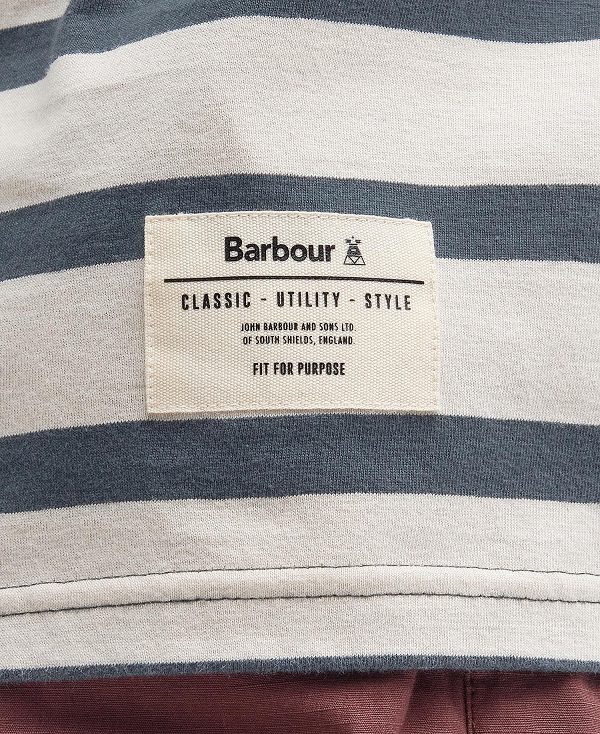 Barbour
CLASSIC - UTILITY - STYLE
JOHN BARBOUR AND SONS LTD.
OF SOUTH SHIELDS, ENGLAND.
FIT FOR PURPOSE